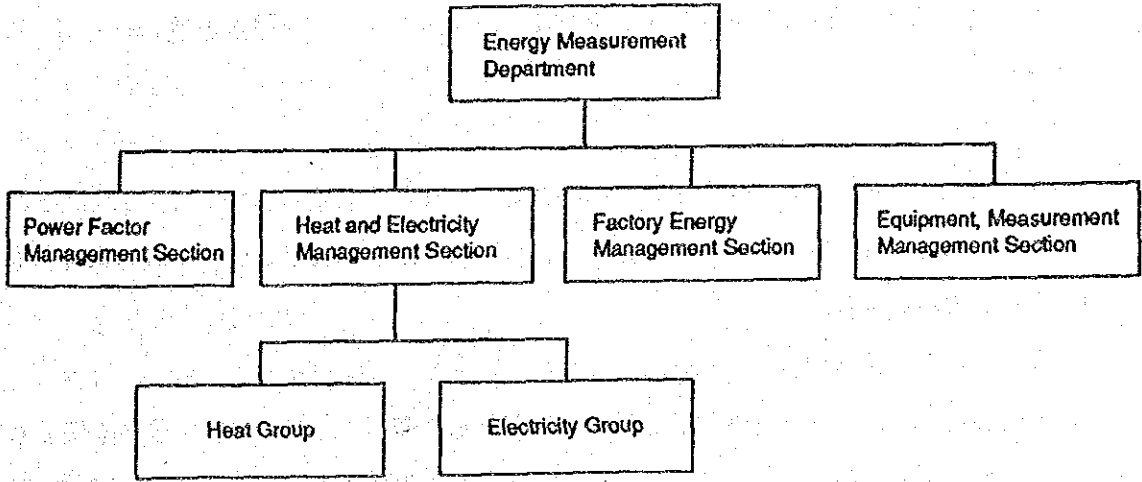 Energy Measurement
Department
Power Factor
Management Section
Heat and Electricity
Management Section
Factory Energy
Management Section
Equipment, Measurement
Management Section
Heat Group
Electricity Group